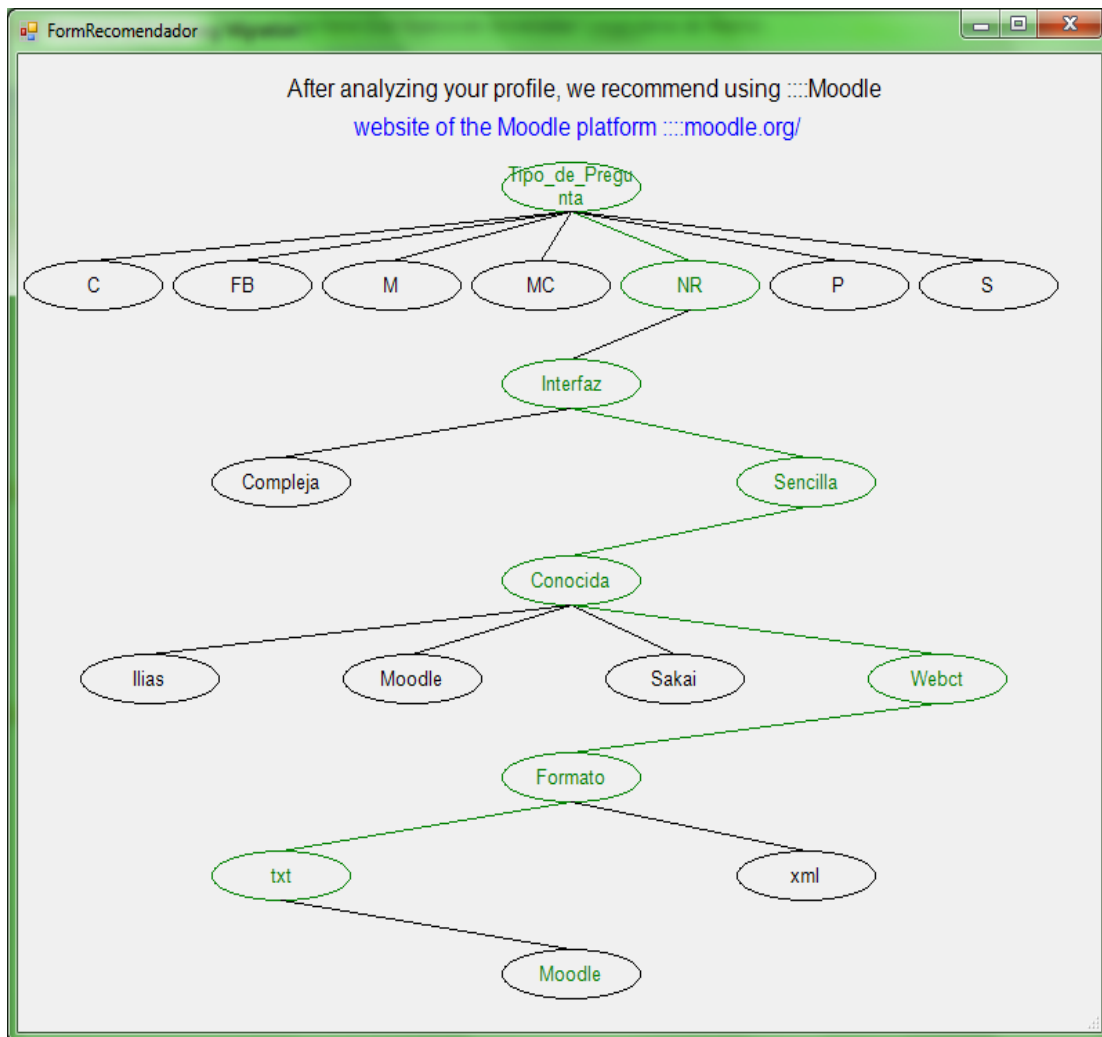 FormRecomendador
After analyzing your profile, we recommend using ::::Moodle
website of the Moodle platform ::::moodle.org/
Tipo_de_Pregu
nta
C FB M MC NR P S
Interfaz
Compleja Sencilla
Conocida
Ilias Moodle Sakai Webct
Formato
txt xml
Moodle